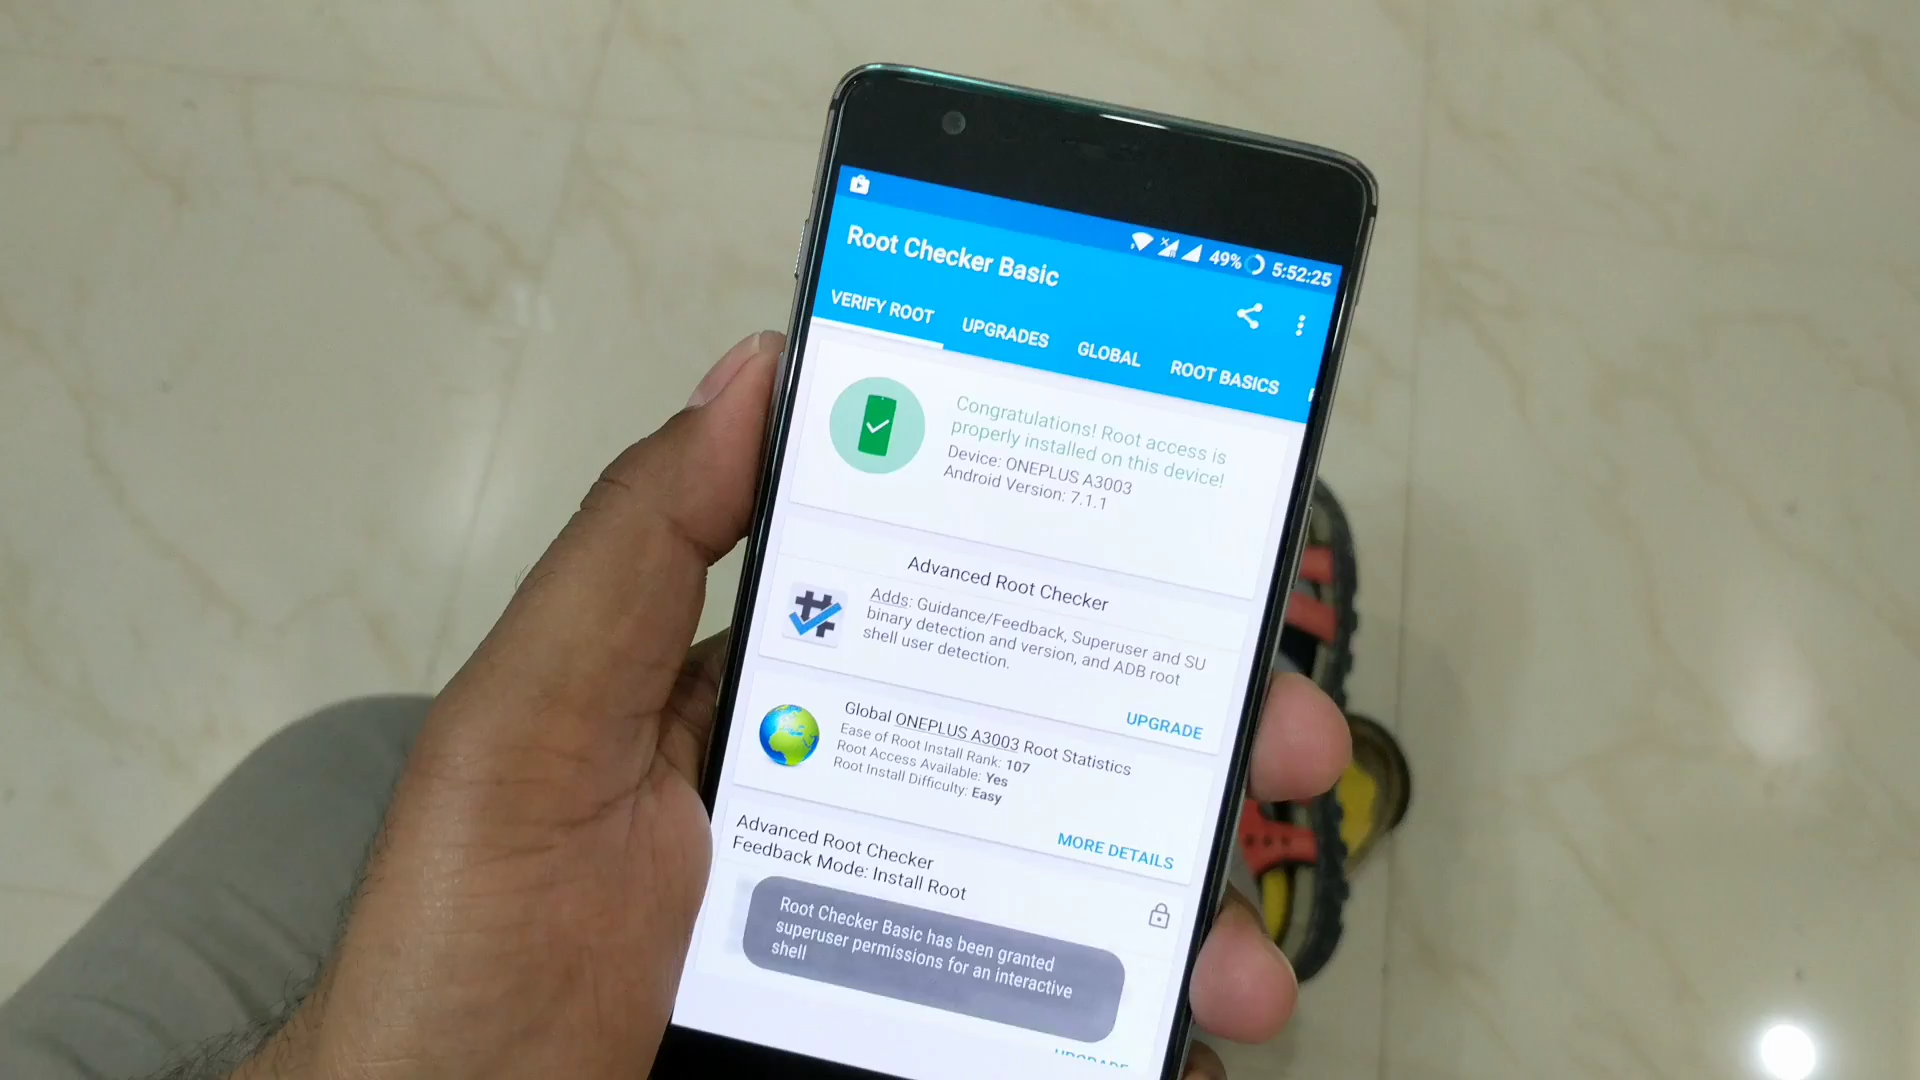 49% 5:52:25
Root Checker Basic
VERIFY ROOT UPGRADES GLOBAL ROOT BASICS
Congratulations! Root access is
properly installed on this device!
Device: ONEPLUS A3003
Android Version: 7.1.1
Advanced Root Checker
Adds: Guidance/Feedback, Superuser and SU
binary detection and version, and ADB root
shell user detection.
UPGRADE
Global ONEPLUS A3003 Root Statistics
Ease of Root Install Rank: 107
Root Access Available: Yes
Root Install Difficulty: Easy
MORE DETAILS
Advanced Root Checker
Feedback Mode: Install Root
Root Checker Basic has been granted
superuser permissions for an interactive
shell
UPGRADE